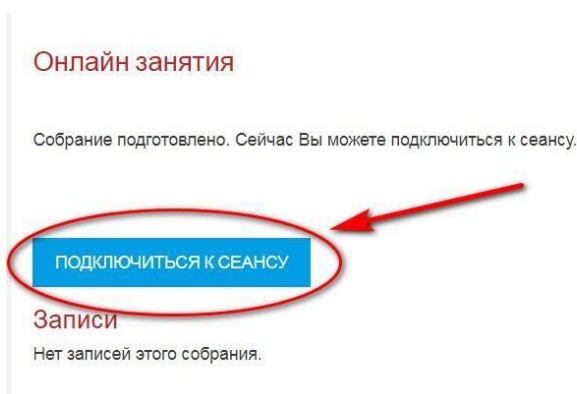 Онлайн занятия
Собрание подготовлено. Сейчас Вы можете подключиться к сеансу.
ПОДКЛЮЧИТЬСЯ К СЕАНСУ
Записи
Нет записей этого собрания.